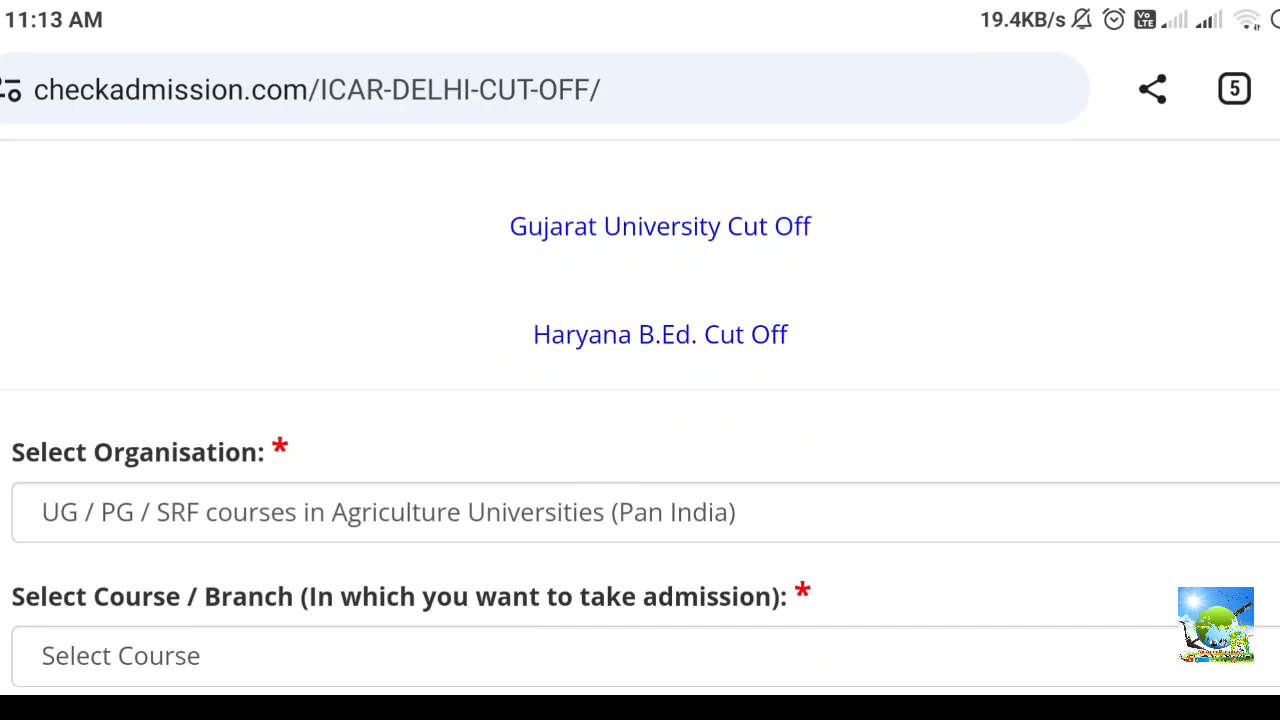 11:13 AM
19.4KB/s Vo LTE
checkadmission.com/ICAR-DELHI-CUT-OFF/
5
Gujarat University Cut Off
Haryana B.Ed. Cut Off
Select Organisation: *
UG / PG / SRF courses in Agriculture Universities (Pan India)
Select Course / Branch (In which you want to take admission): *
Select Course